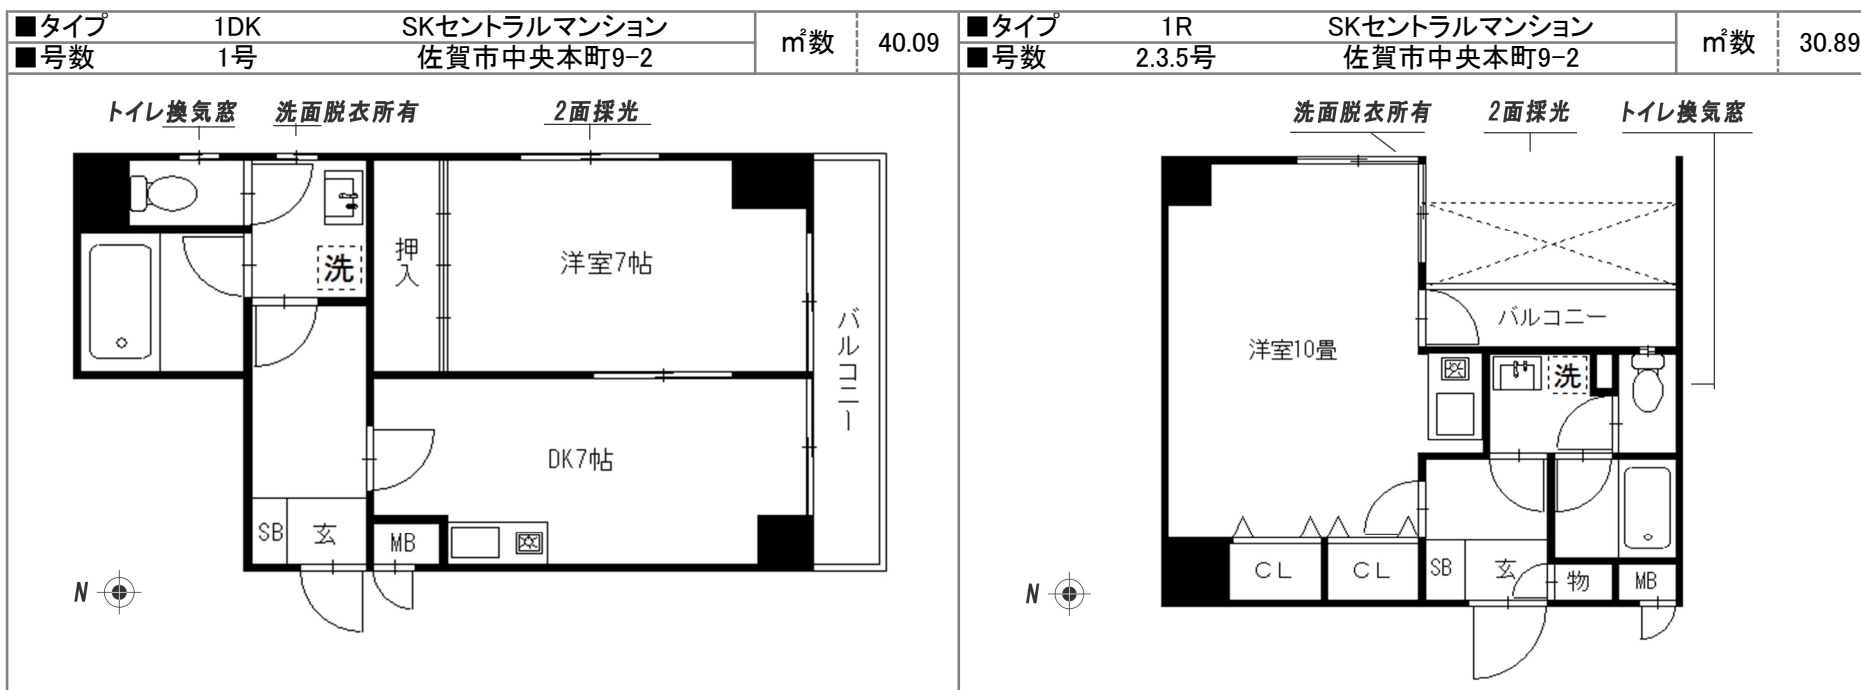 ■タイプ 1DK SKセントラルマンション
■号数 1号 佐賀市中央本町9-2
㎡数 40.09
トイレ換気窓 洗面脱衣所有 2面採光
洗
押入
洋室7帖
バルコニー
DK7帖
SB 玄 MB
N
■タイプ 1R SKセントラルマンション
■号数 2.3.5号 佐賀市中央本町9-2
㎡数 30.89
洗面脱衣所有 2面採光 トイレ換気窓
バルコニー
洋室10畳
洗
CL CL SB 玄 物 MB
N